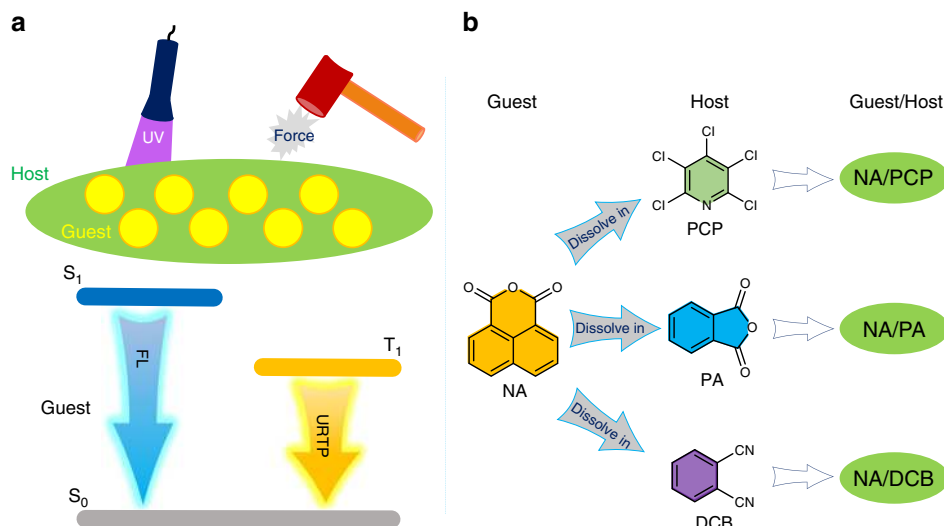 a
UV
Force
Host
Guest
S1
T1
FL
URTP
Guest
S0
b
Guest
Host
Guest/Host
Cl
Cl
Cl
Cl
Cl
N
PCP
Dissolve in
NA/PCP
O
O
O
NA
Dissolve in
O
O
O
PA
NA/PA
Dissolve in
CN
CN
DCB
NA/DCB